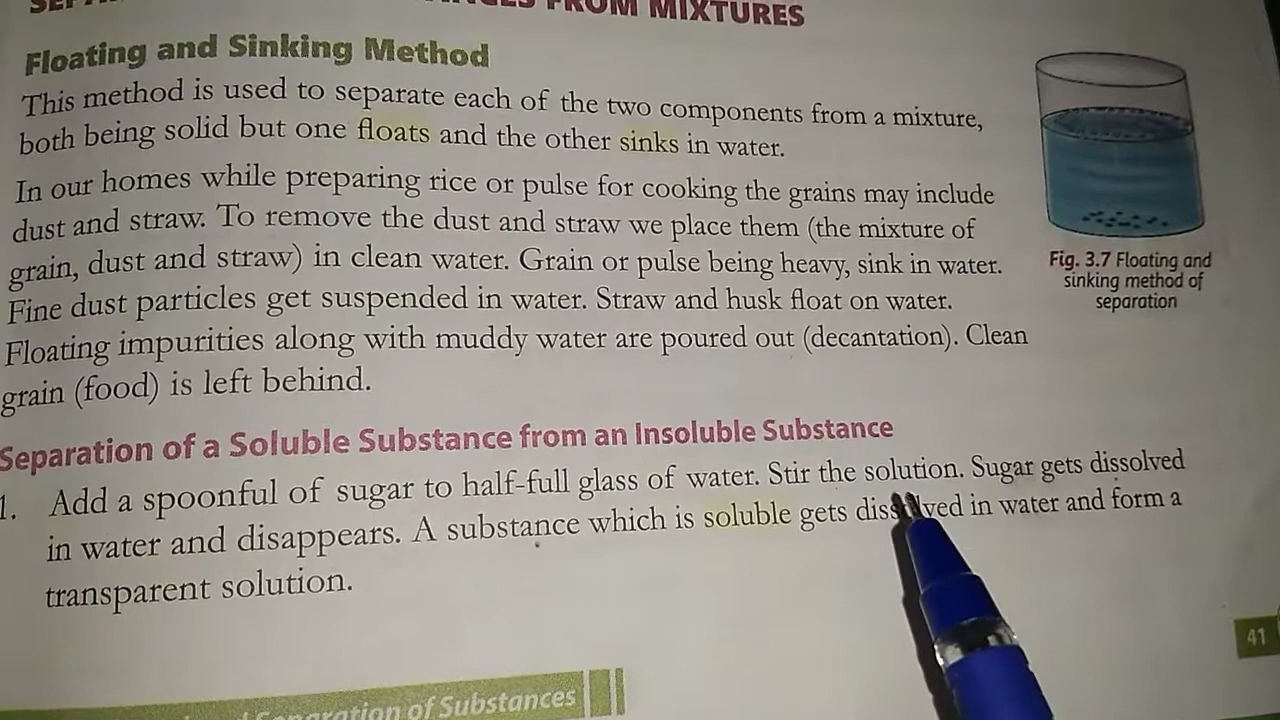 FROM MIXTURES
Floating and Sinking Method
This method is used to separate each of the two components from a mixture,
both being solid but one floats and the other sinks in water.
In our homes while preparing rice or pulse for cooking the grains may include
dust and straw. To remove the dust and straw we place them (the mixture of
grain, dust and straw) in clean water. Grain or pulse being heavy, sink in water.
Fine dust particles get suspended in water. Straw and husk float on water.
Floating impurities along with muddy water are poured out (decantation). Clean
grain (food) is left behind.
Fig. 3.7 Floating and
sinking method of
separation
Separation of a Soluble Substance from an Insoluble Substance
1. Add a spoonful of sugar to half-full glass of water. Stir the solution. Sugar gets dissolved
in water and disappears. A substance which is soluble gets dissolved in water and form a
transparent solution.
41
Separation of Substances